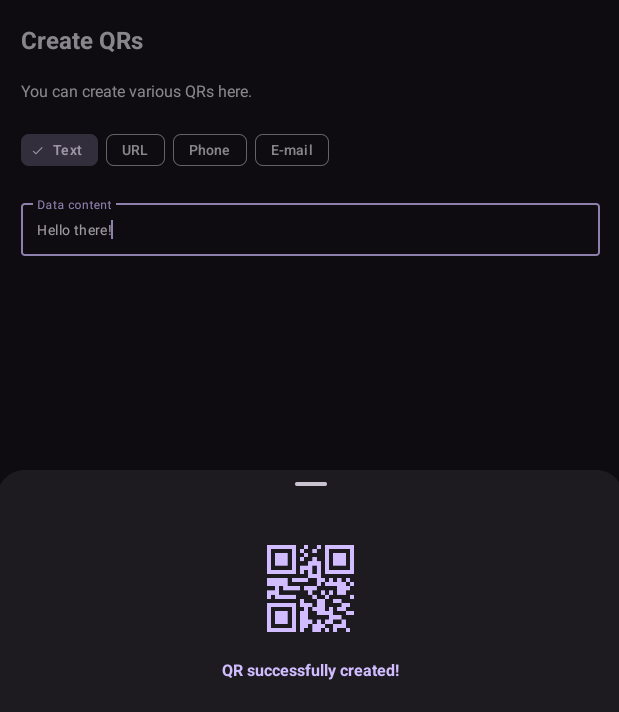 Create QRs
You can create various QRs here.
Text URL Phone E-mail
Data content
Hello there!
QR successfully created!